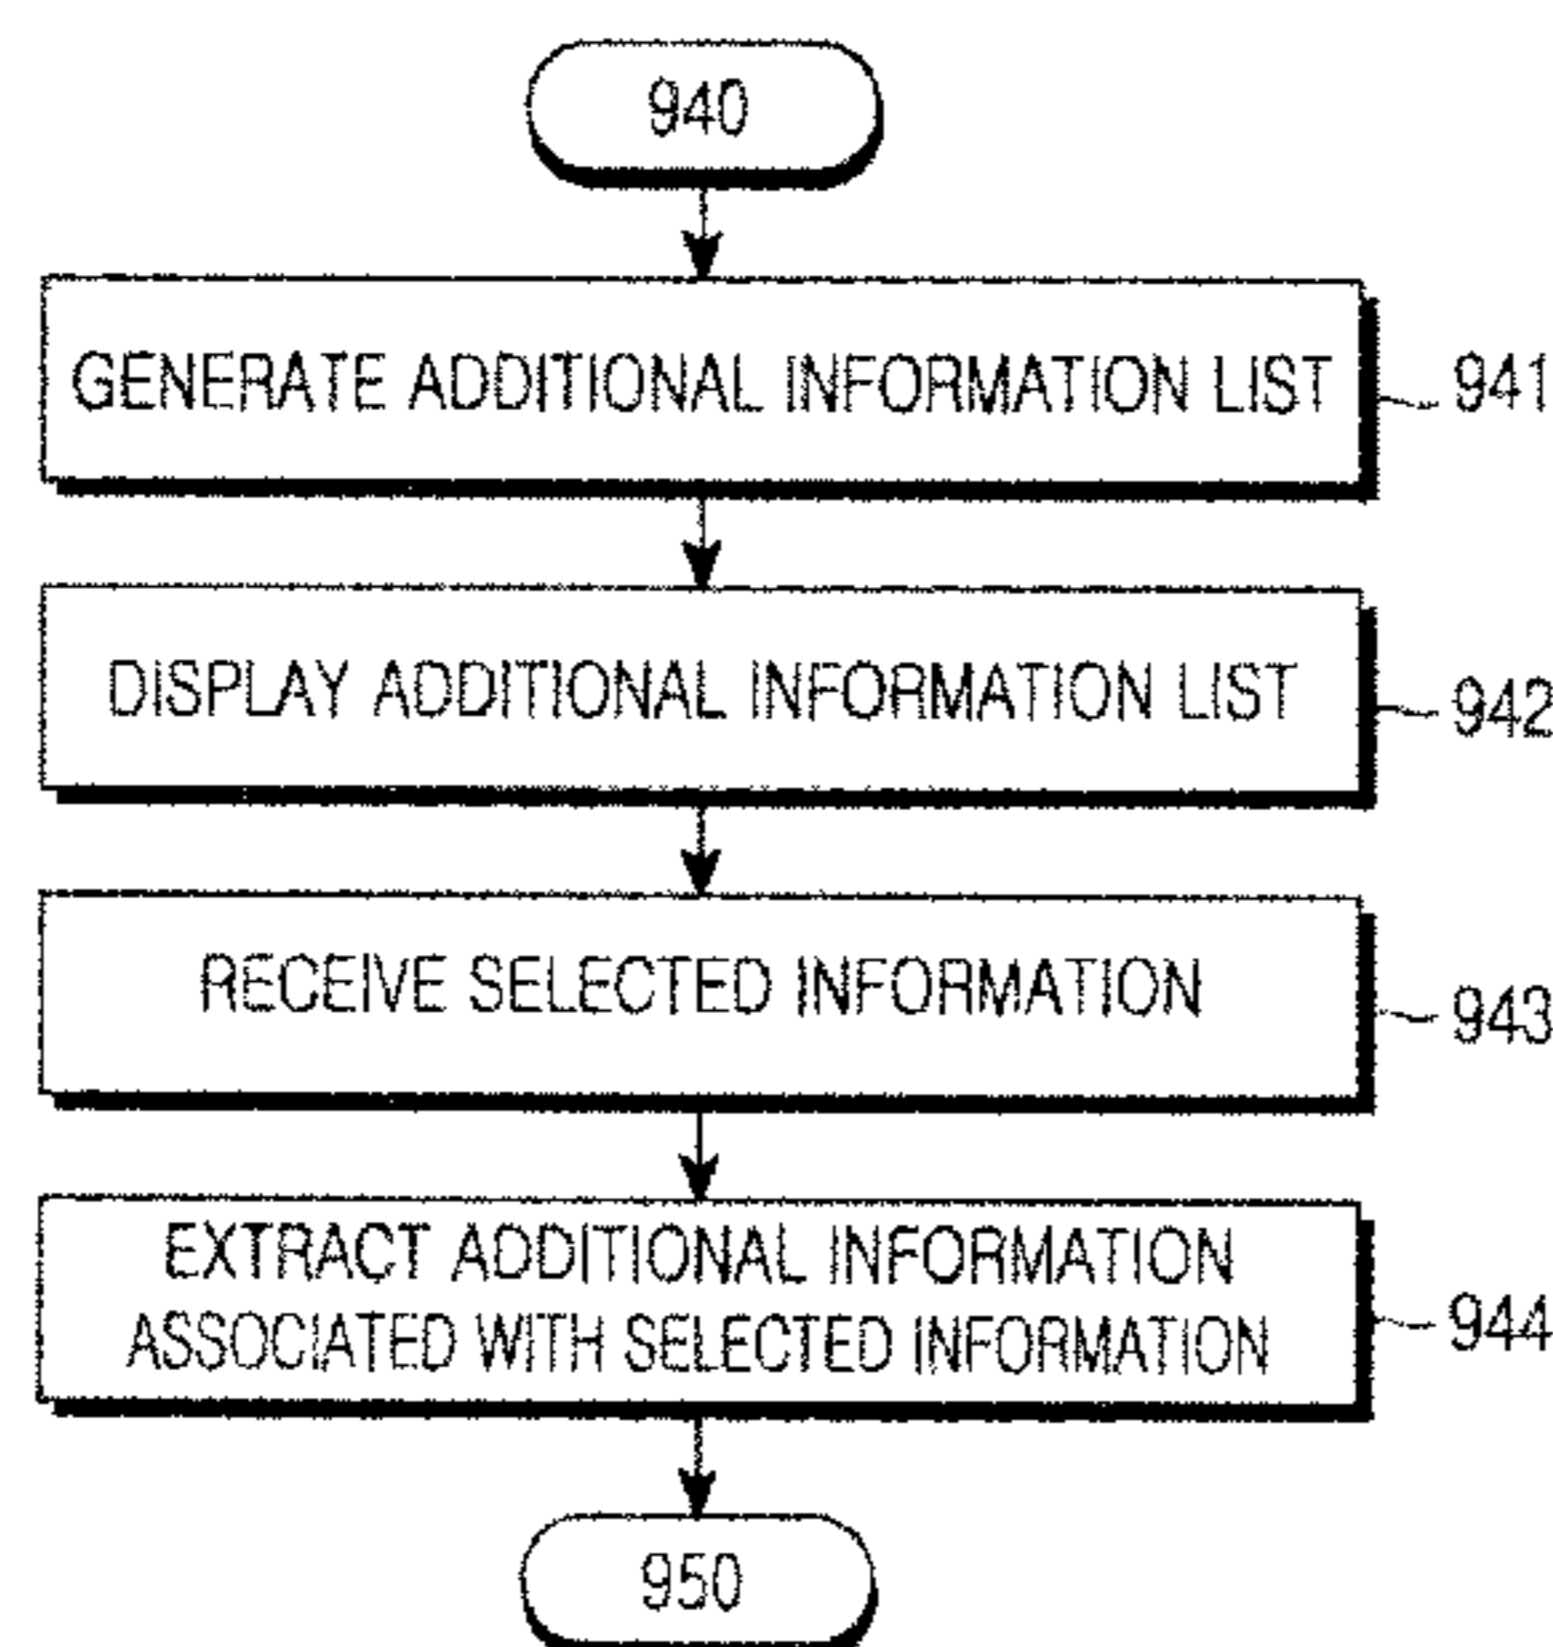 940
GENERATE ADDITIONAL INFORMATION LIST
941
DISPLAY ADDITIONAL INFORMATION LIST
942
RECEIVE SELECTED INFORMATION
943
EXTRACT ADDITIONAL INFORMATION
ASSOCIATED WITH SELECTED INFORMATION
944
950